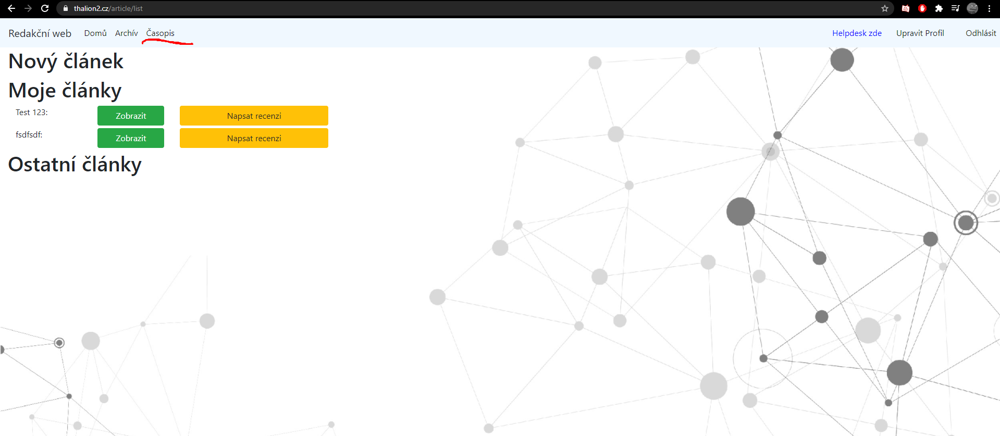 thalion2.cz/article/list
Redakční web Domů Archív Časopis Helpdesk zde Upravit Profil Odhlásit
Nový článek
Moje články
Test 123: Zobrazit Napsat recenzi
fsdfsdf: Zobrazit Napsat recenzi
Ostatní články